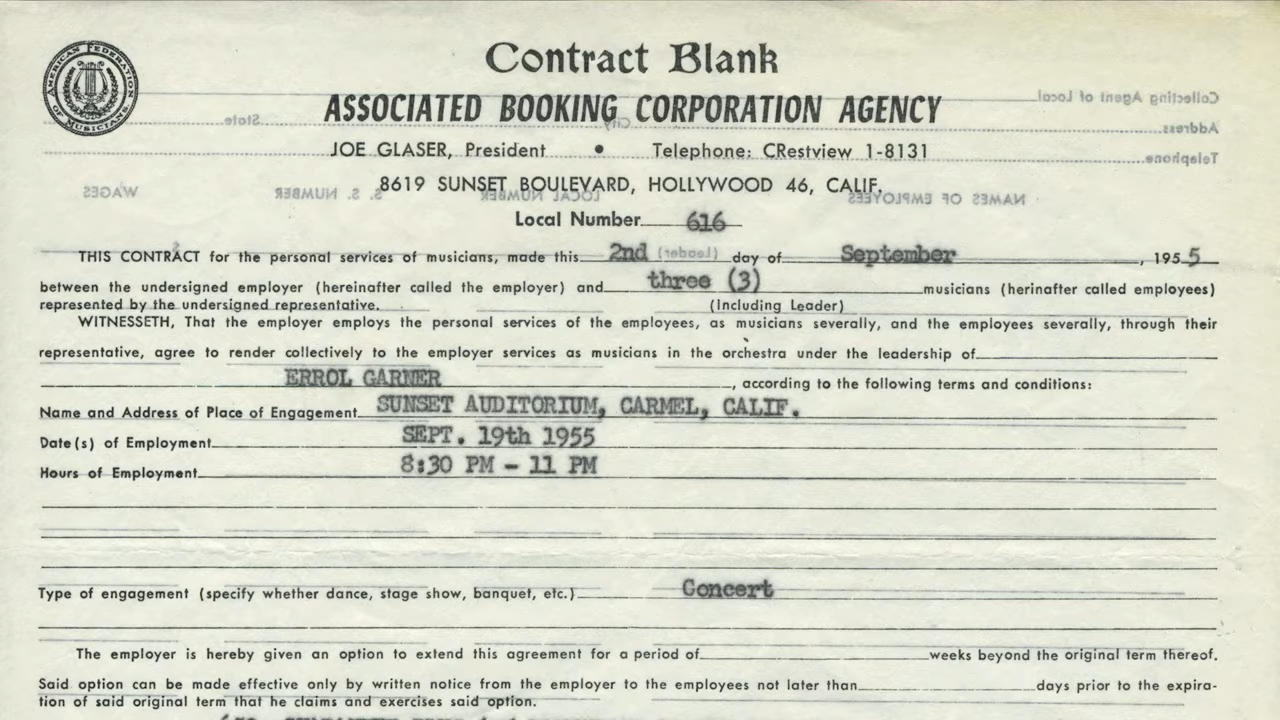 AMERICAN FEDERATION OF MUSICIANS
Contract Blank
ASSOCIATED BOOKING CORPORATION AGENCY
JOE GLASER, President • Telephone: CRestview 1-8131
8619 SUNSET BOULEVARD, HOLLYWOOD 46, CALIF.
Local Number 616
THIS CONTRACT for the personal services of musicians, made this 2nd day of September, 1955
between the undersigned employer (hereinafter called the employer) and three (3) musicians (herinafter called employees)
represented by the undersigned representative. (Including Leader)
WITNESSETH, That the employer employs the personal services of the employees, as musicians severally, and the employees severally, through their
representative, agree to render collectively to the employer services as musicians in the orchestra under the leadership of
ERROL GARNER, according to the following terms and conditions:
Name and Address of Place of Engagement SUNSET AUDITORIUM, CARMEL, CALIF.
Date(s) of Employment SEPT. 19th 1955
Hours of Employment 8:30 PM - 11 PM
Type of engagement (specify whether dance, stage show, banquet, etc.) Concert
The employer is hereby given an option to extend this agreement for a period of weeks beyond the original term thereof.
Said option can be made effective only by written notice from the employer to the employees not later than days prior to the expira-
tion of said original term that he claims and exercises said option.